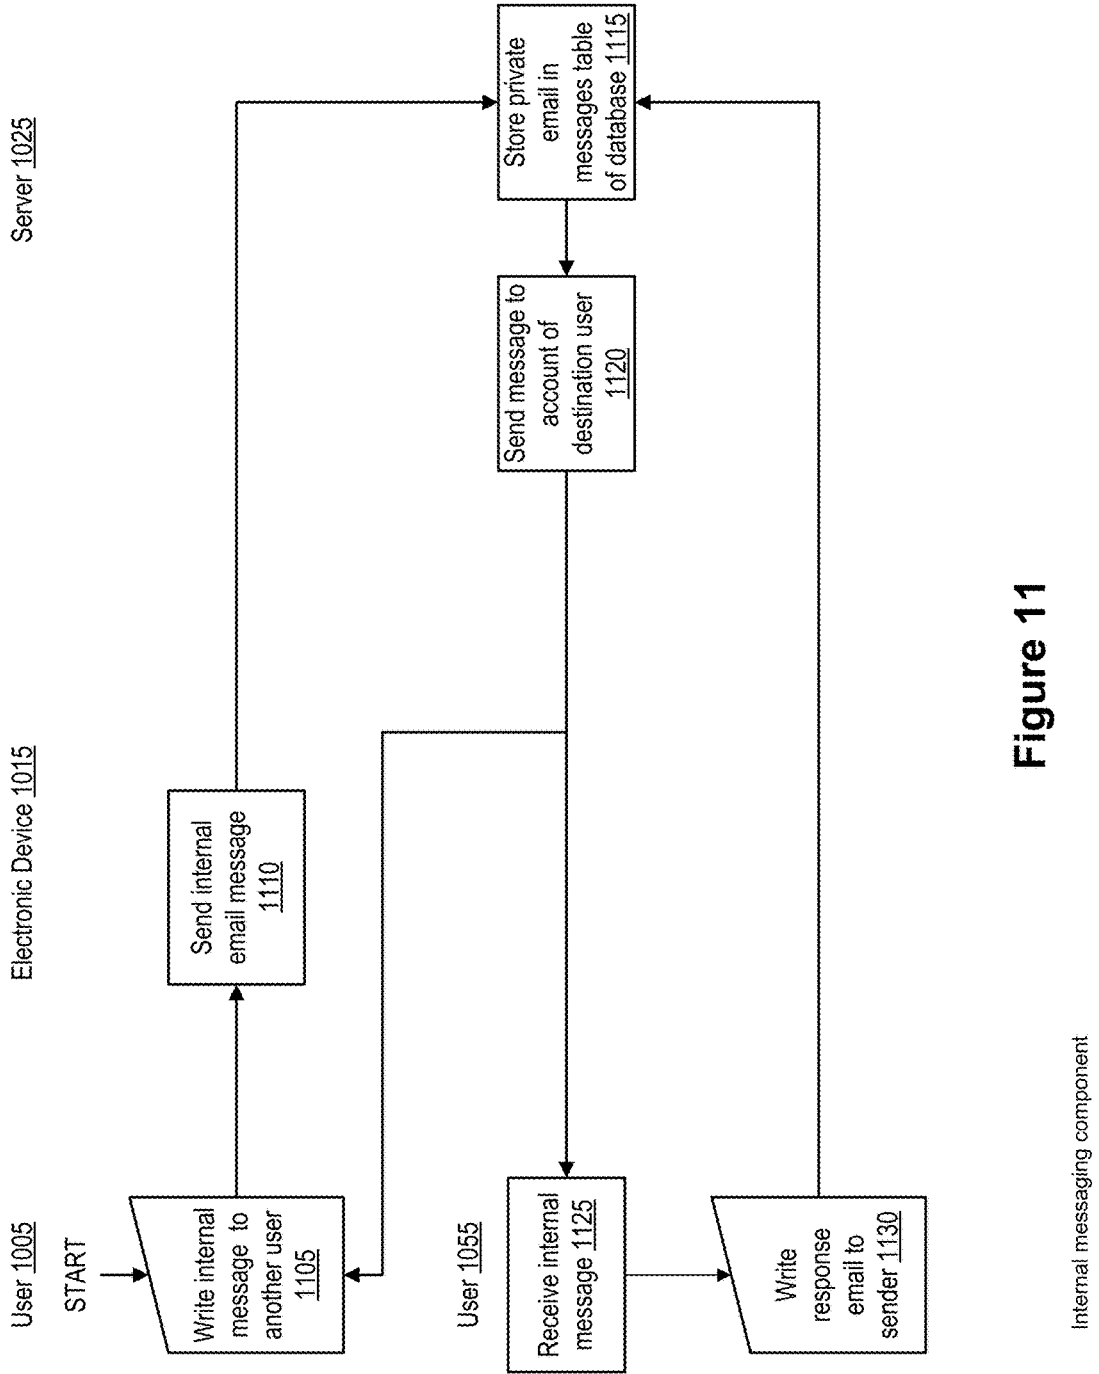 User 1005
Electronic Device 1015
Server 1025
START
Write internal
message to
another user
1105
Send internal
email message
1110
Store private
email in
messages table
of database 1115
Send message to
account of
destination user
1120
User 1055
Receive internal
message 1125
Write
response
email to
sender 1130
Figure 11
Internal messaging component